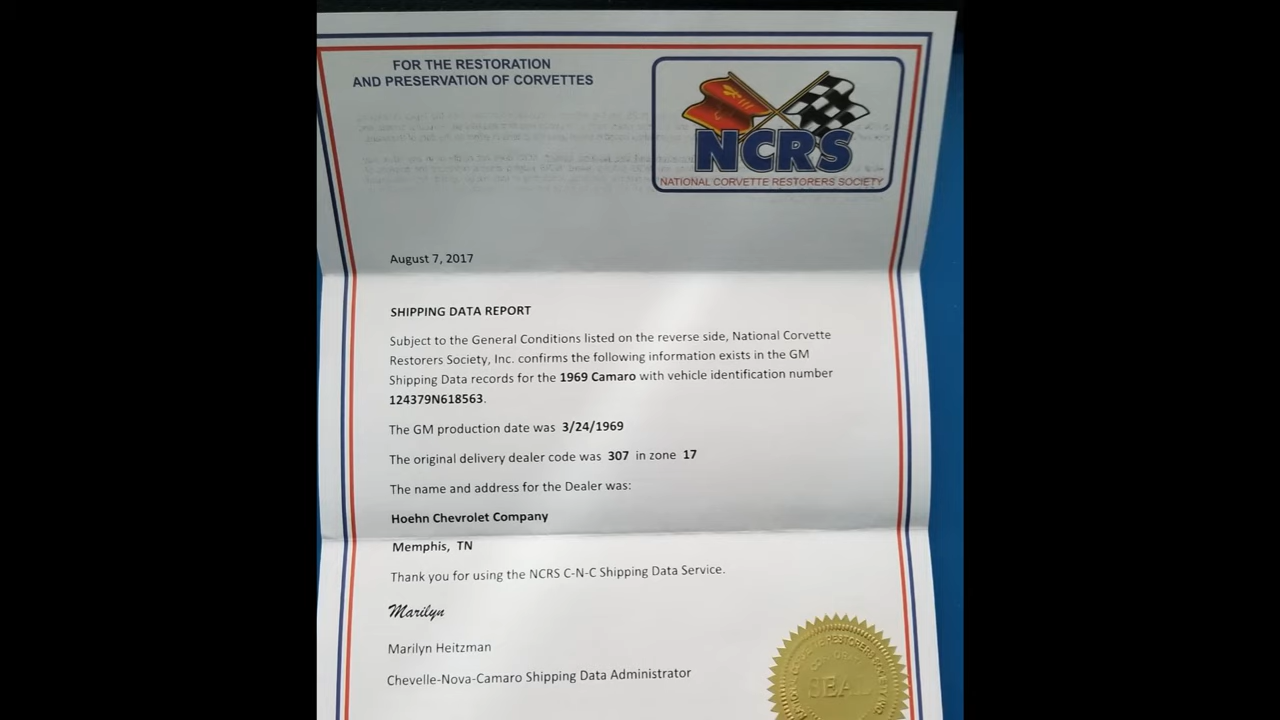 FOR THE RESTORATION
AND PRESERVATION OF CORVETTES
NCRS
NATIONAL CORVETTE RESTORERS SOCIETY
August 7, 2017
SHIPPING DATA REPORT
Subject to the General Conditions listed on the reverse side, National Corvette
Restorers Society, Inc. confirms the following information exists in the GM
Shipping Data records for the 1969 Camaro with vehicle identification number
124379N618563.
The GM production date was 3/24/1969
The original delivery dealer code was 307 in zone 17
The name and address for the Dealer was:
Hoehn Chevrolet Company
Memphis, TN
Thank you for using the NCRS C-N-C Shipping Data Service.
Marilyn
Marilyn Heitzman
Chevelle-Nova-Camaro Shipping Data Administrator
SEAL